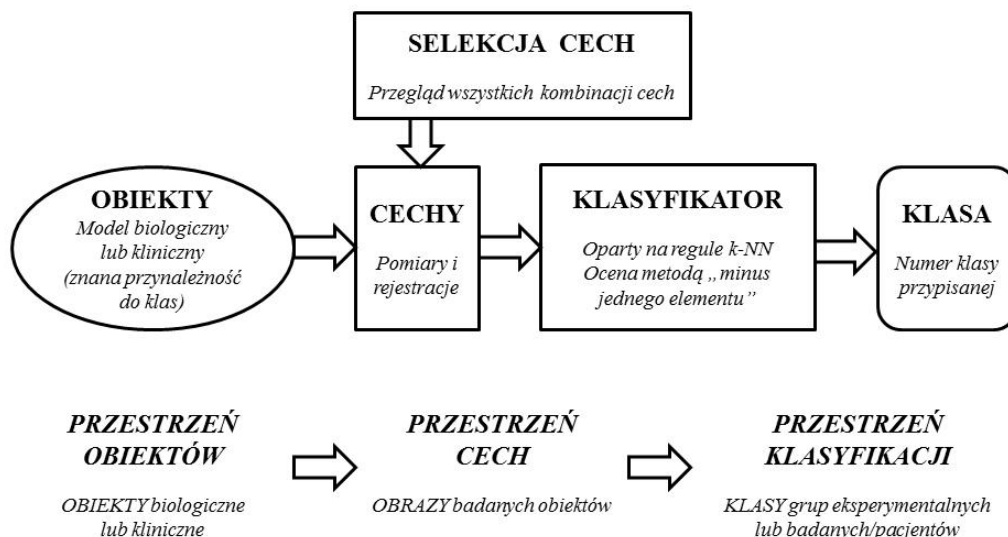 SELEKCJA CECH
Przegląd wszystkich kombinacji cech
OBIEKTY
Model biologiczny
lub kliniczny
(znana przynależność
do klas)
CECHY
Pomiary i
rejestracje
KLASYFIKATOR
Oparty na regule k-NN
Ocena metodą „minus
jednego elementu”
KLASA
Numer klasy
przypisanej
PRZESTRZEŃ
OBIEKTÓW
OBIEKTY biologiczne
lub kliniczne
PRZESTRZEŃ
CECH
OBRAZY badanych obiektów
PRZESTRZEŃ
KLASYFIKACJI
KLASY grup eksperymentalnych
lub badanych/pacjentów